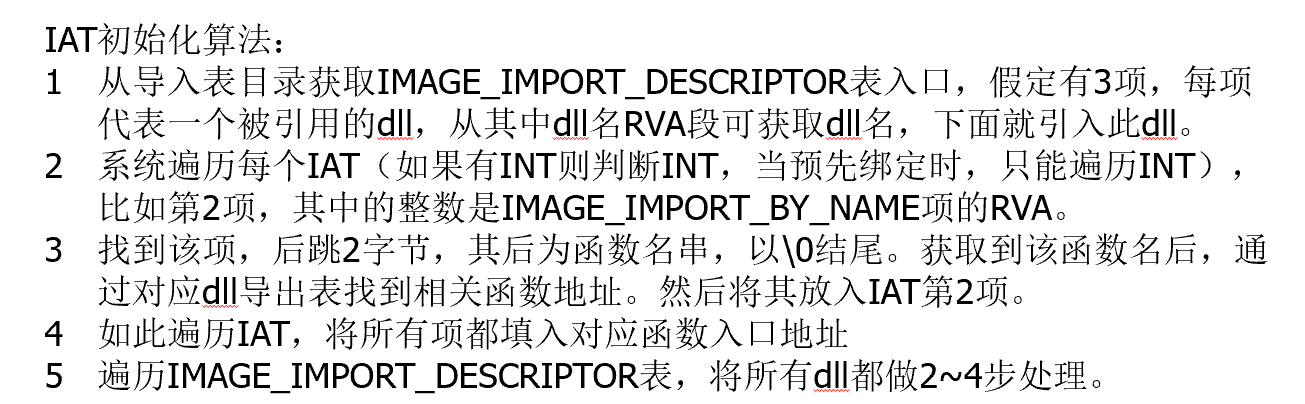 IAT初始化算法：
1 从导入表目录获取IMAGE_IMPORT_DESCRIPTOR表入口，假定有3项，每项
代表一个被引用的dll，从其中dll名RVA段可获取dll名，下面就引入此dll。
2 系统遍历每个IAT（如果有INT则判断INT，当预先绑定时，只能遍历INT），
比如第2项，其中的整数是IMAGE_IMPORT_BY_NAME项的RVA。
3 找到该项，后跳2字节，其后为函数名串，以\0结尾。获取到该函数名后，通
过对应dll导出表找到相关函数地址。然后将其放入IAT第2项。
4 如此遍历IAT，将所有项都填入对应函数入口地址
5 遍历IMAGE_IMPORT_DESCRIPTOR表，将所有dll都做2~4步处理。